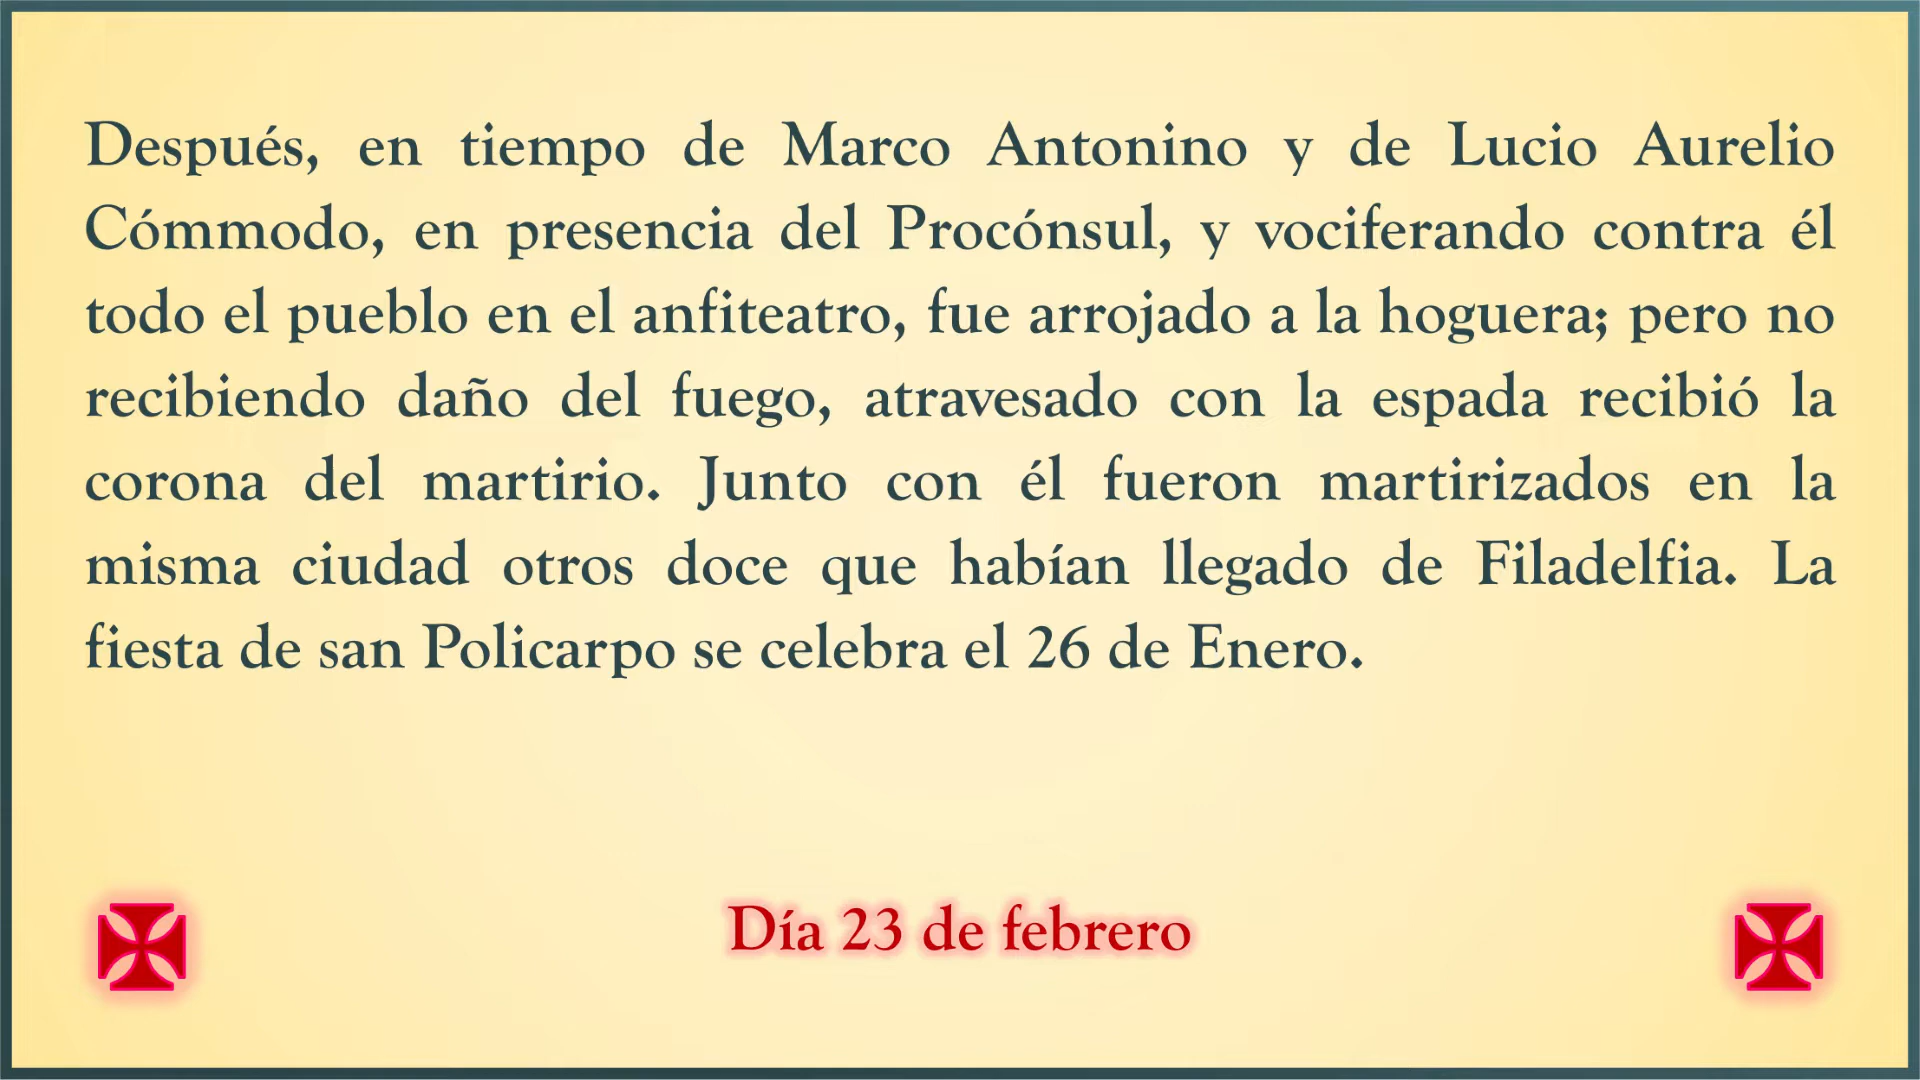 Después, en tiempo de Marco Antonino y de Lucio Aurelio
Cómmodo, en presencia del Procónsul, y vociferando contra él
todo el pueblo en el anfiteatro, fue arrojado a la hoguera; pero no
recibiendo daño del fuego, atravesado con la espada recibió la
corona del martirio. Junto con él fueron martirizados en la
misma ciudad otros doce que habían llegado de Filadelfia. La
fiesta de san Policarpo se celebra el 26 de Enero.
Día 23 de febrero